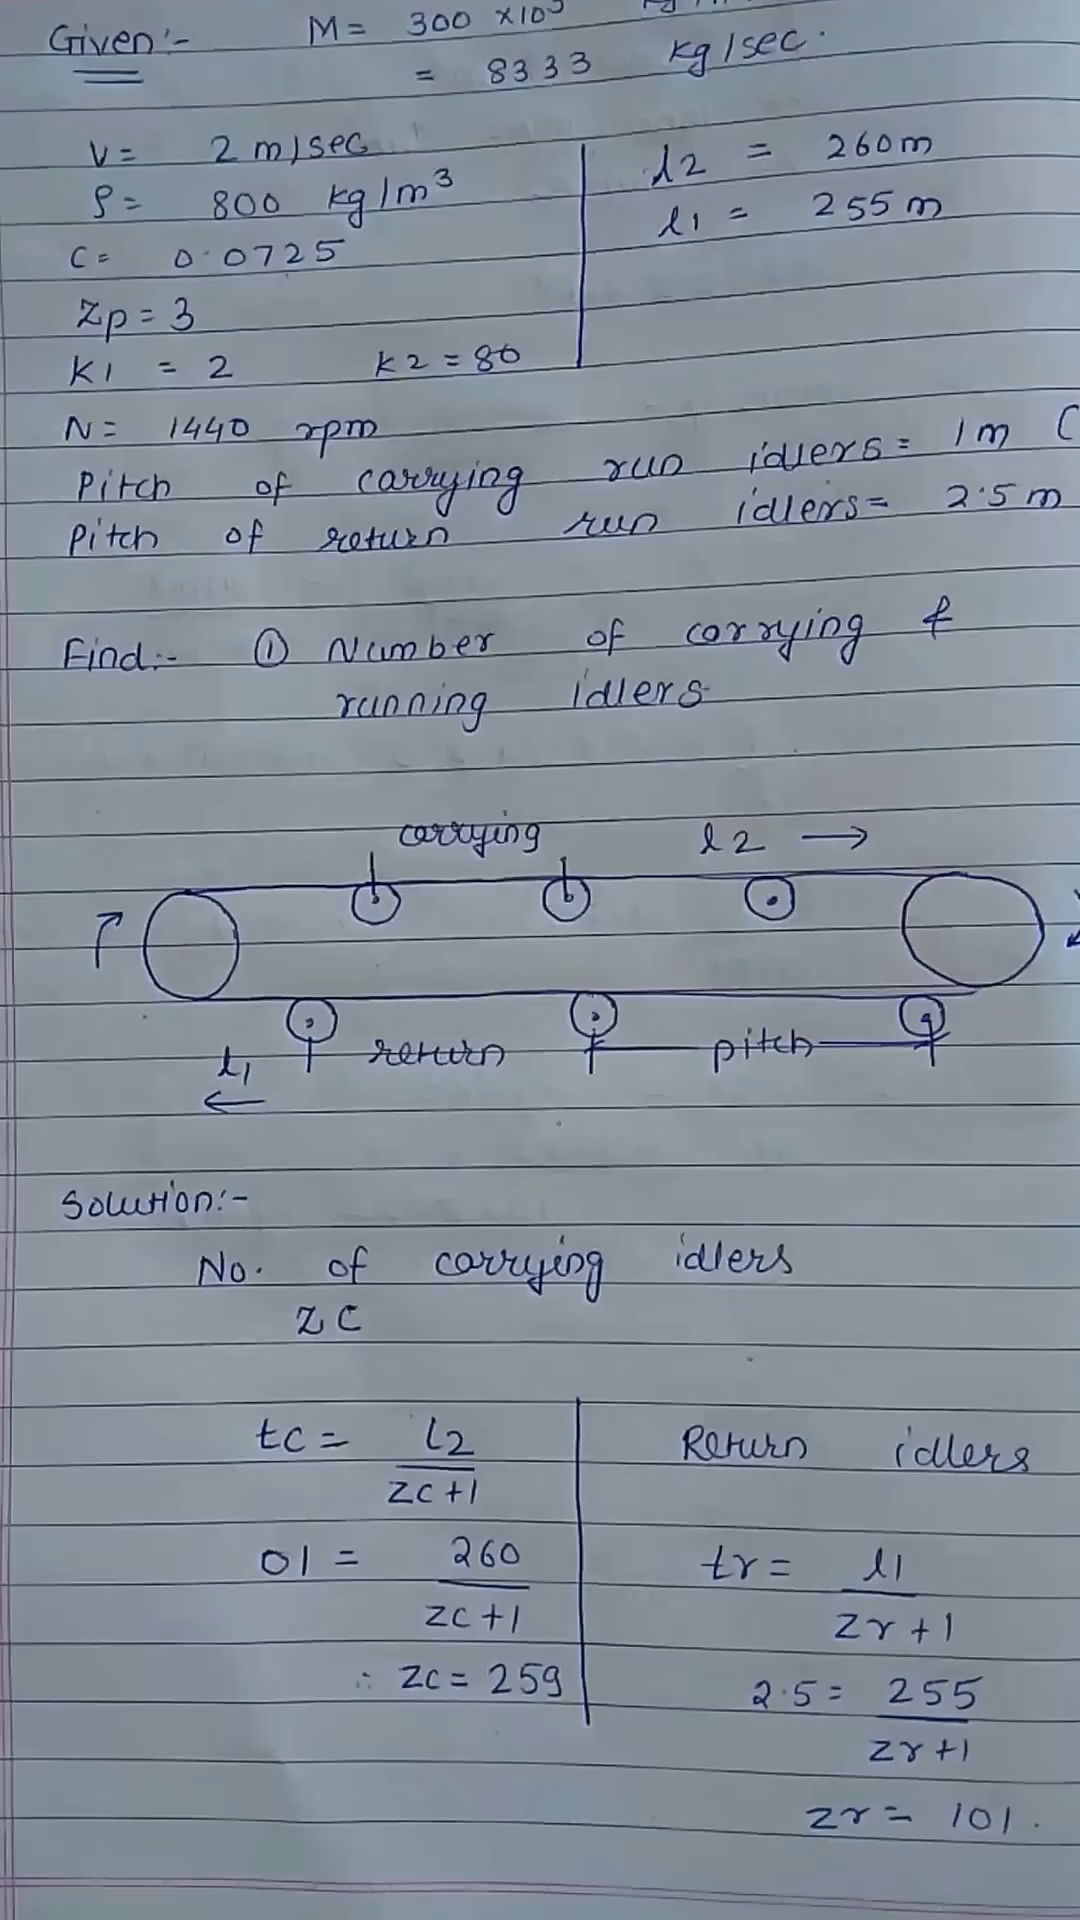 Given:- M = 300 ×10³
= 8333 kg/sec.
V = 2 m/sec
ρ = 800 kg/m³
C = 0.0725
Zp = 3
K1 = 2 K2 = 80
l2 = 260m
l1 = 255m
N = 1440 rpm
Pitch of carrying run idlers = 1m (
Pitch of return run idlers = 2.5m
Find:- ① Number of carrying &
running idlers
carrying l2 →
l1 return pitch
←
Solution:-
No. of carrying idlers
ZC
tc = l2 / zc+1
01 = 260 / zc+1
∴ zc = 259
Return idlers
tr = l1 / zr+1
2.5 = 255 / zr+1
zr = 101.